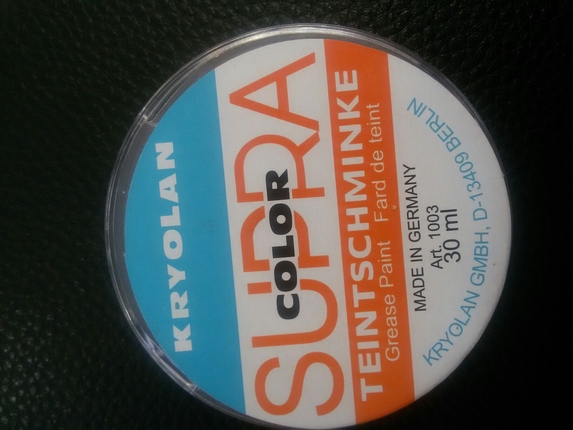 KRYOLAN
SUPRA
COLOR
TEINTSCHMINKE
Grease Paint Fard de teint
MADE IN GERMANY
Art. 1003
30 ml
KRYOLAN GMBH, D-13409 BERLIN